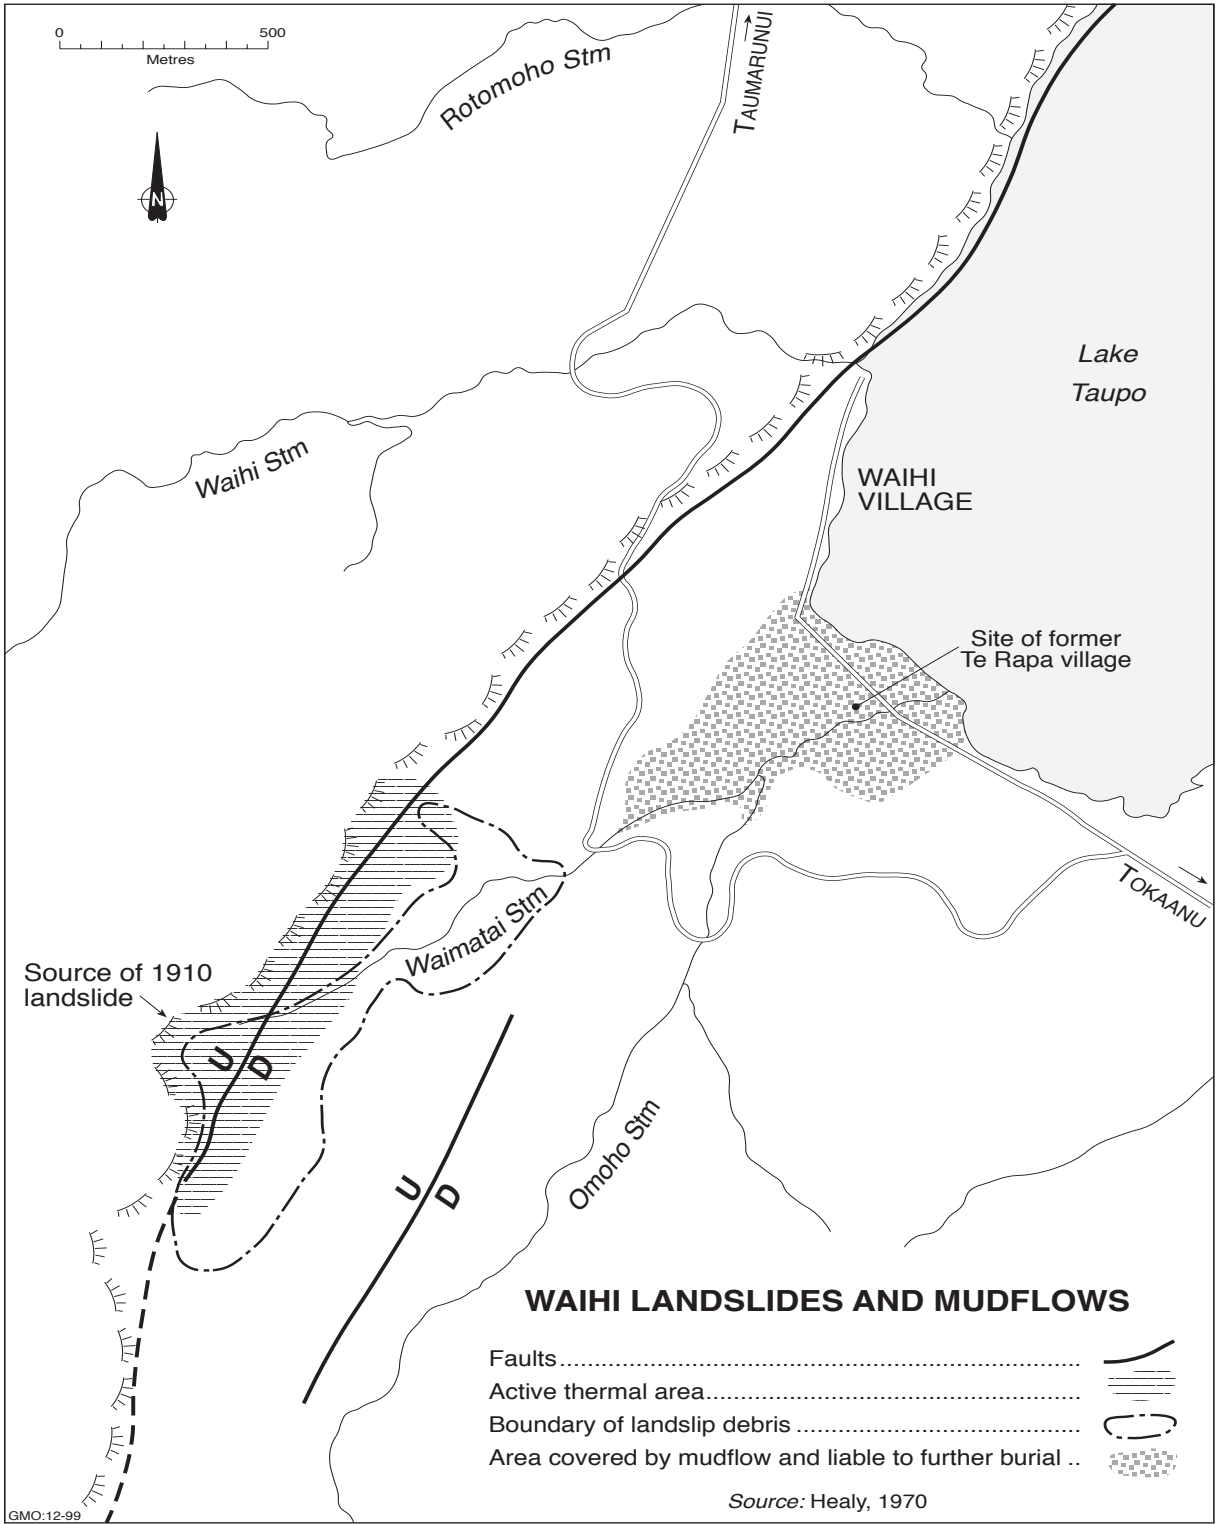 0 500
Metres
Rotomoho Stm
TAUMARUNUI
N
Lake
Taupo
Waihi Stm
WAIHI
VILLAGE
Site of former
Te Rapa village
TOKAANU
Waimatai Stm
Source of 1910
landslide
U
D
U
D
Omoho Stm
WAIHI LANDSLIDES AND MUDFLOWS
Faults................................................................................
Active thermal area.........................................................
Boundary of landslip debris ...........................................
Area covered by mudflow and liable to further burial ..
Source: Healy, 1970
GMO:12-99